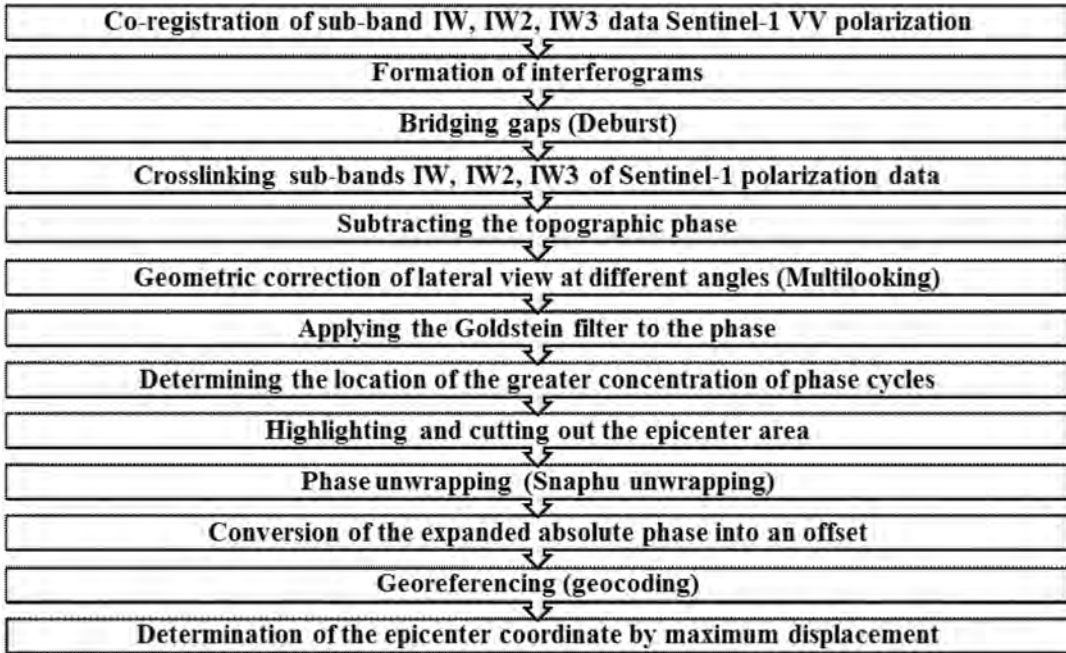 Co-registration of sub-band IW, IW2, IW3 data Sentinel-1 VV polarization
Formation of interferograms
Bridging gaps (Deburst)
Crosslinking sub-bands IW, IW2, IW3 of Sentinel-1 polarization data
Subtracting the topographic phase
Geometric correction of lateral view at different angles (Multilooking)
Applying the Goldstein filter to the phase
Determining the location of the greater concentration of phase cycles
Highlighting and cutting out the epicenter area
Phase unwrapping (Snaphu unwrapping)
Conversion of the expanded absolute phase into an offset
Georeferencing (geocoding)
Determination of the epicenter coordinate by maximum displacement